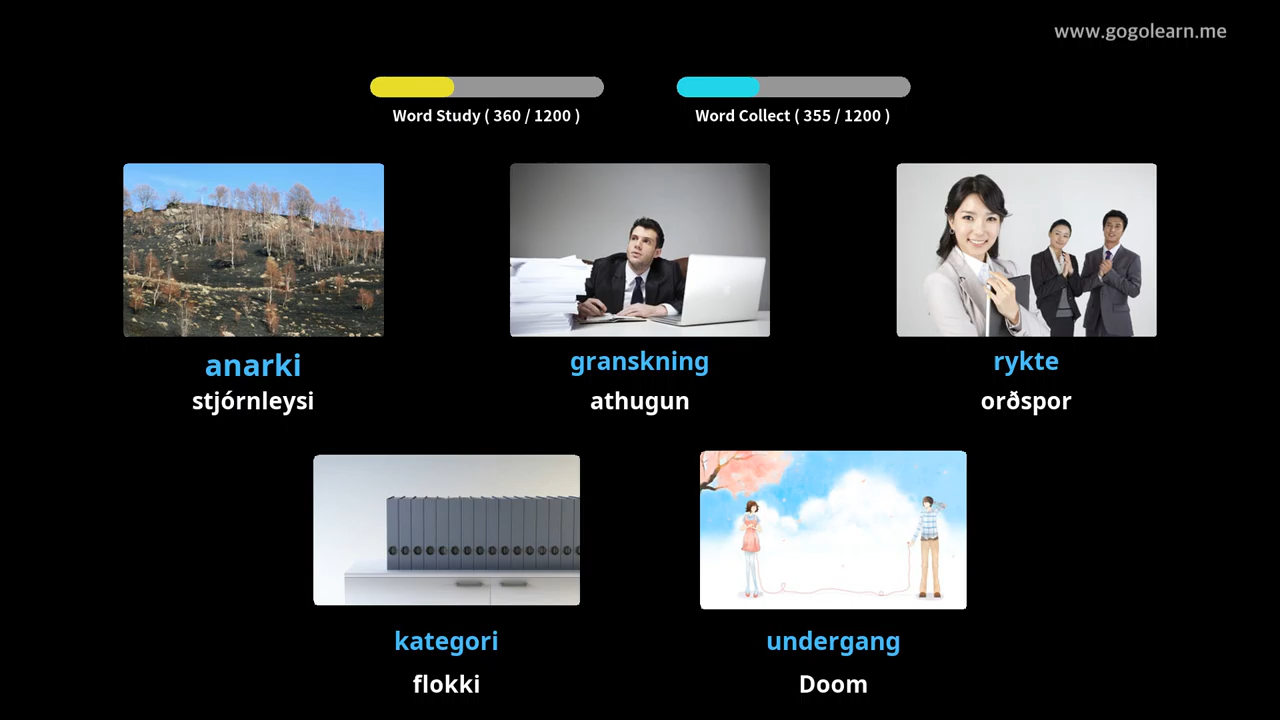 www.gogolearn.me
Word Study ( 360 / 1200 )
Word Collect ( 355 / 1200 )
anarki
stjórnleysi
granskning
athugun
rykte
orðspor
kategori
flokki
undergang
Doom